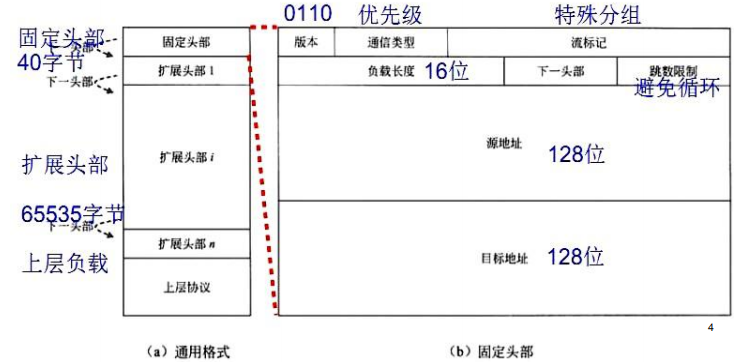 0110 优先级 特殊分组
固定头部 固定头部 版本 通信类型 流标记
下一头部
40字节 扩展头部 1 负载长度 16位 下一头部 跳数限制
下一头部 避免循环
扩展头部 扩展头部 i 源地址 128位
65535字节
下一头部
扩展头部 n 目标地址 128位
上层负载
上层协议
4
（a）通用格式 （b）固定头部